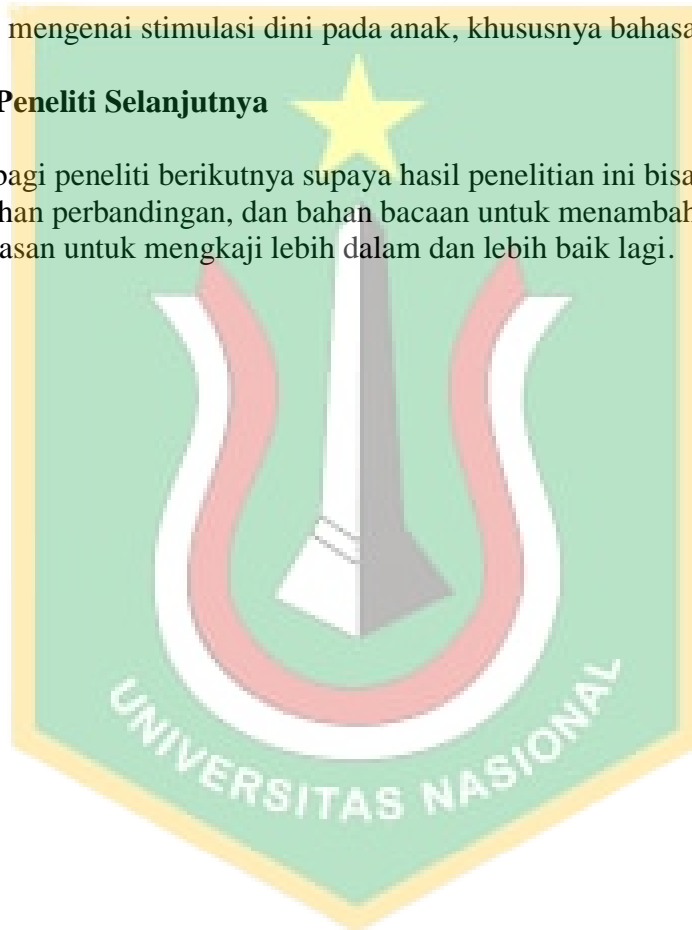 mengenai stimulasi dini pada anak, khususnya bahasa
Peneliti Selanjutnya
bagi peneliti berikutnya supaya hasil penelitian ini bisa
han perbandingan, dan bahan bacaan untuk menambah
asan untuk mengkaji lebih dalam dan lebih baik lagi.
UNIVERSITAS NASIONAL